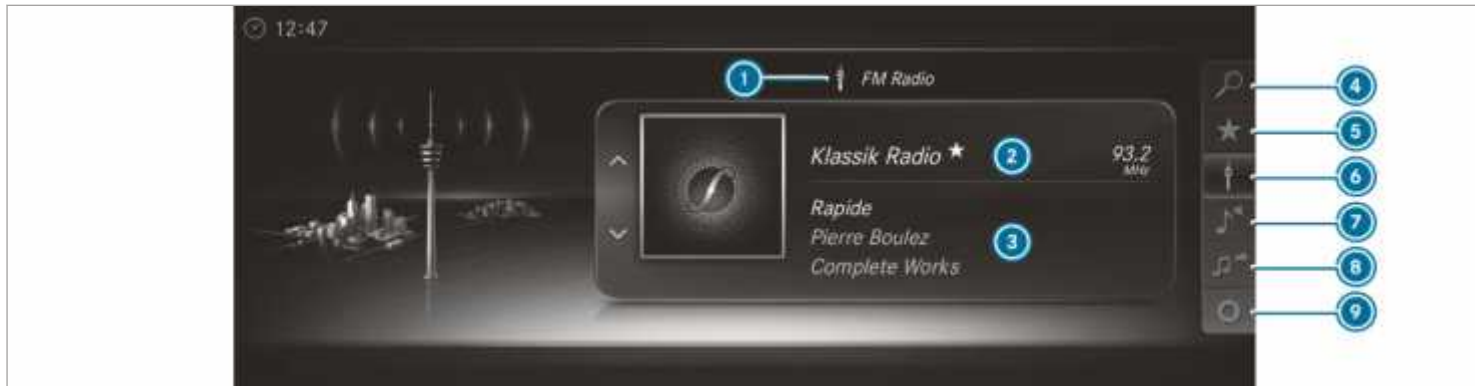 12:47
1
FM Radio
Klassik Radio
2
93.2
MHz
Rapide
Pierre Boulez
3
Complete Works
4
5
6
7
8
9